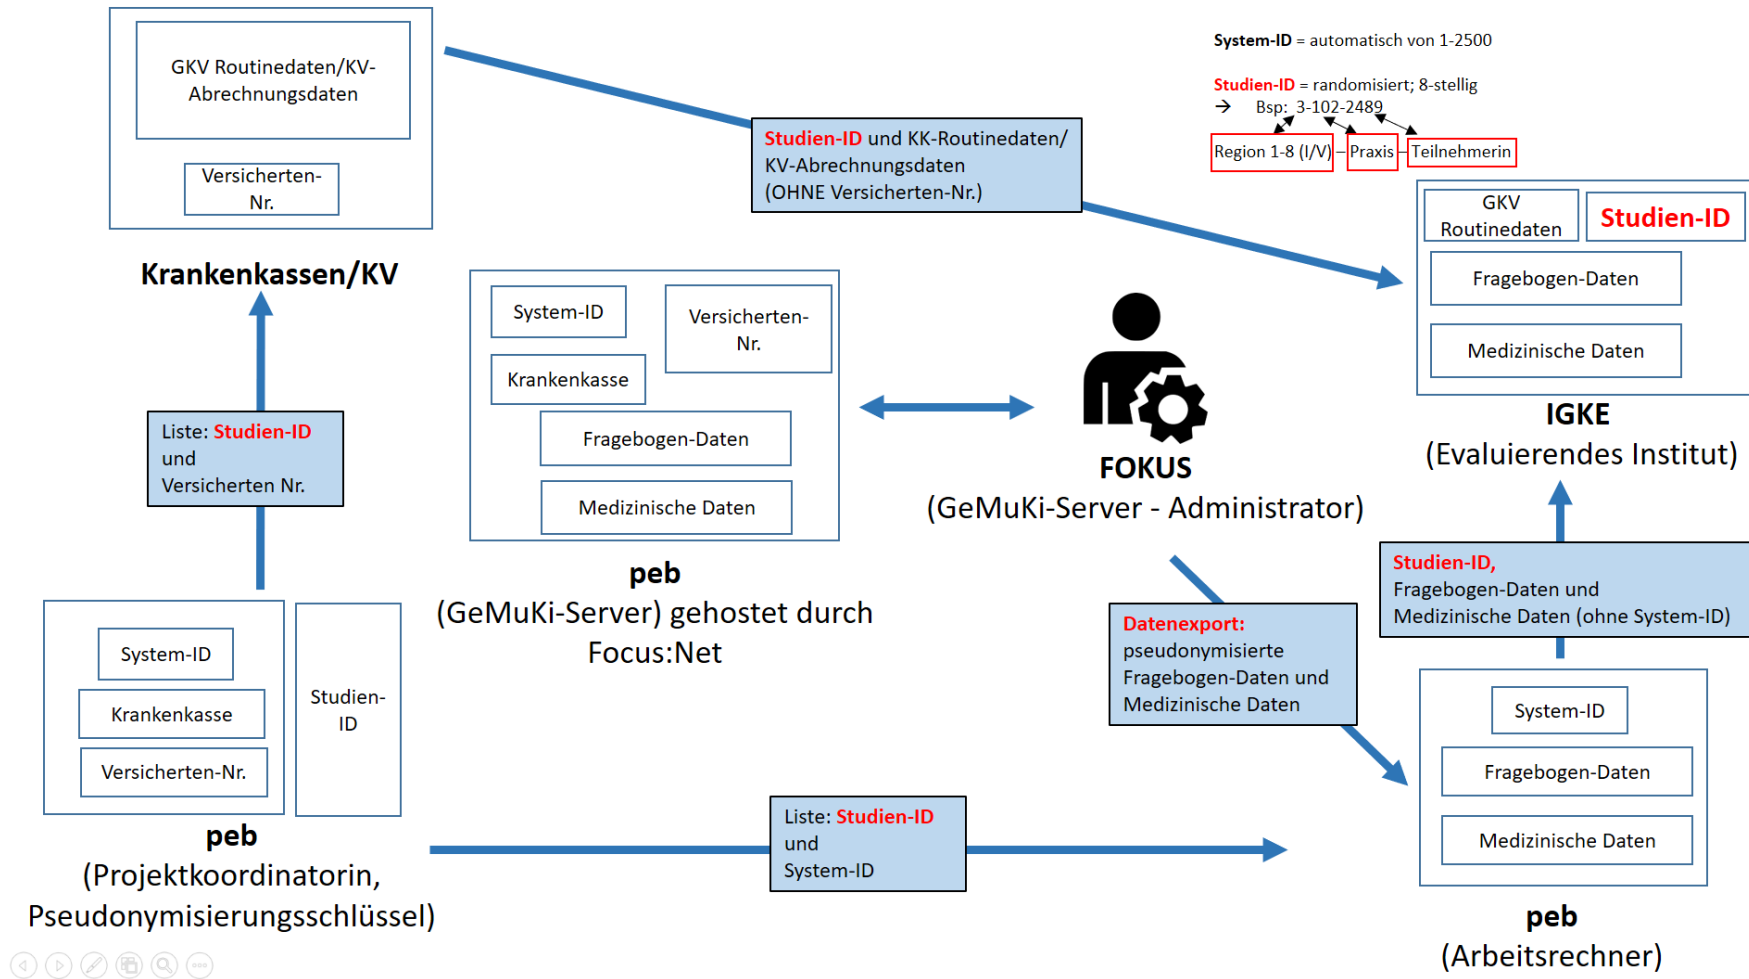 GKV Routinedaten/KV-
Abrechnungsdaten
Versicherten-
Nr.
Krankenkassen/KV
Studien-ID und KK-Routinedaten/
KV-Abrechnungsdaten
(OHNE Versicherten-Nr.)
System-ID = automatisch von 1-2500
Studien-ID = randomisiert; 8-stellig
→ Bsp: 3-102-2489
Region 1-8 (I/V) – Praxis – Teilnehmerin
GKV
Routinedaten
Studien-ID
Fragebogen-Daten
Medizinische Daten
IGKE
(Evaluierendes Institut)
System-ID
Versicherten-
Nr.
Krankenkasse
Fragebogen-Daten
Medizinische Daten
peb
(GeMuKi-Server) gehostet durch
Focus:Net
FOKUS
(GeMuKi-Server - Administrator)
Liste: Studien-ID
und
Versicherten Nr.
Studien-ID,
Fragebogen-Daten und
Medizinische Daten (ohne System-ID)
Datenexport:
pseudonymisierte
Fragebogen-Daten und
Medizinische Daten
System-ID
Krankenkasse
Versicherten-Nr.
Studien-
ID
peb
(Projektkoordinatorin,
Pseudonymisierungsschlüssel)
Liste: Studien-ID
und
System-ID
System-ID
Fragebogen-Daten
Medizinische Daten
peb
(Arbeitsrechner)